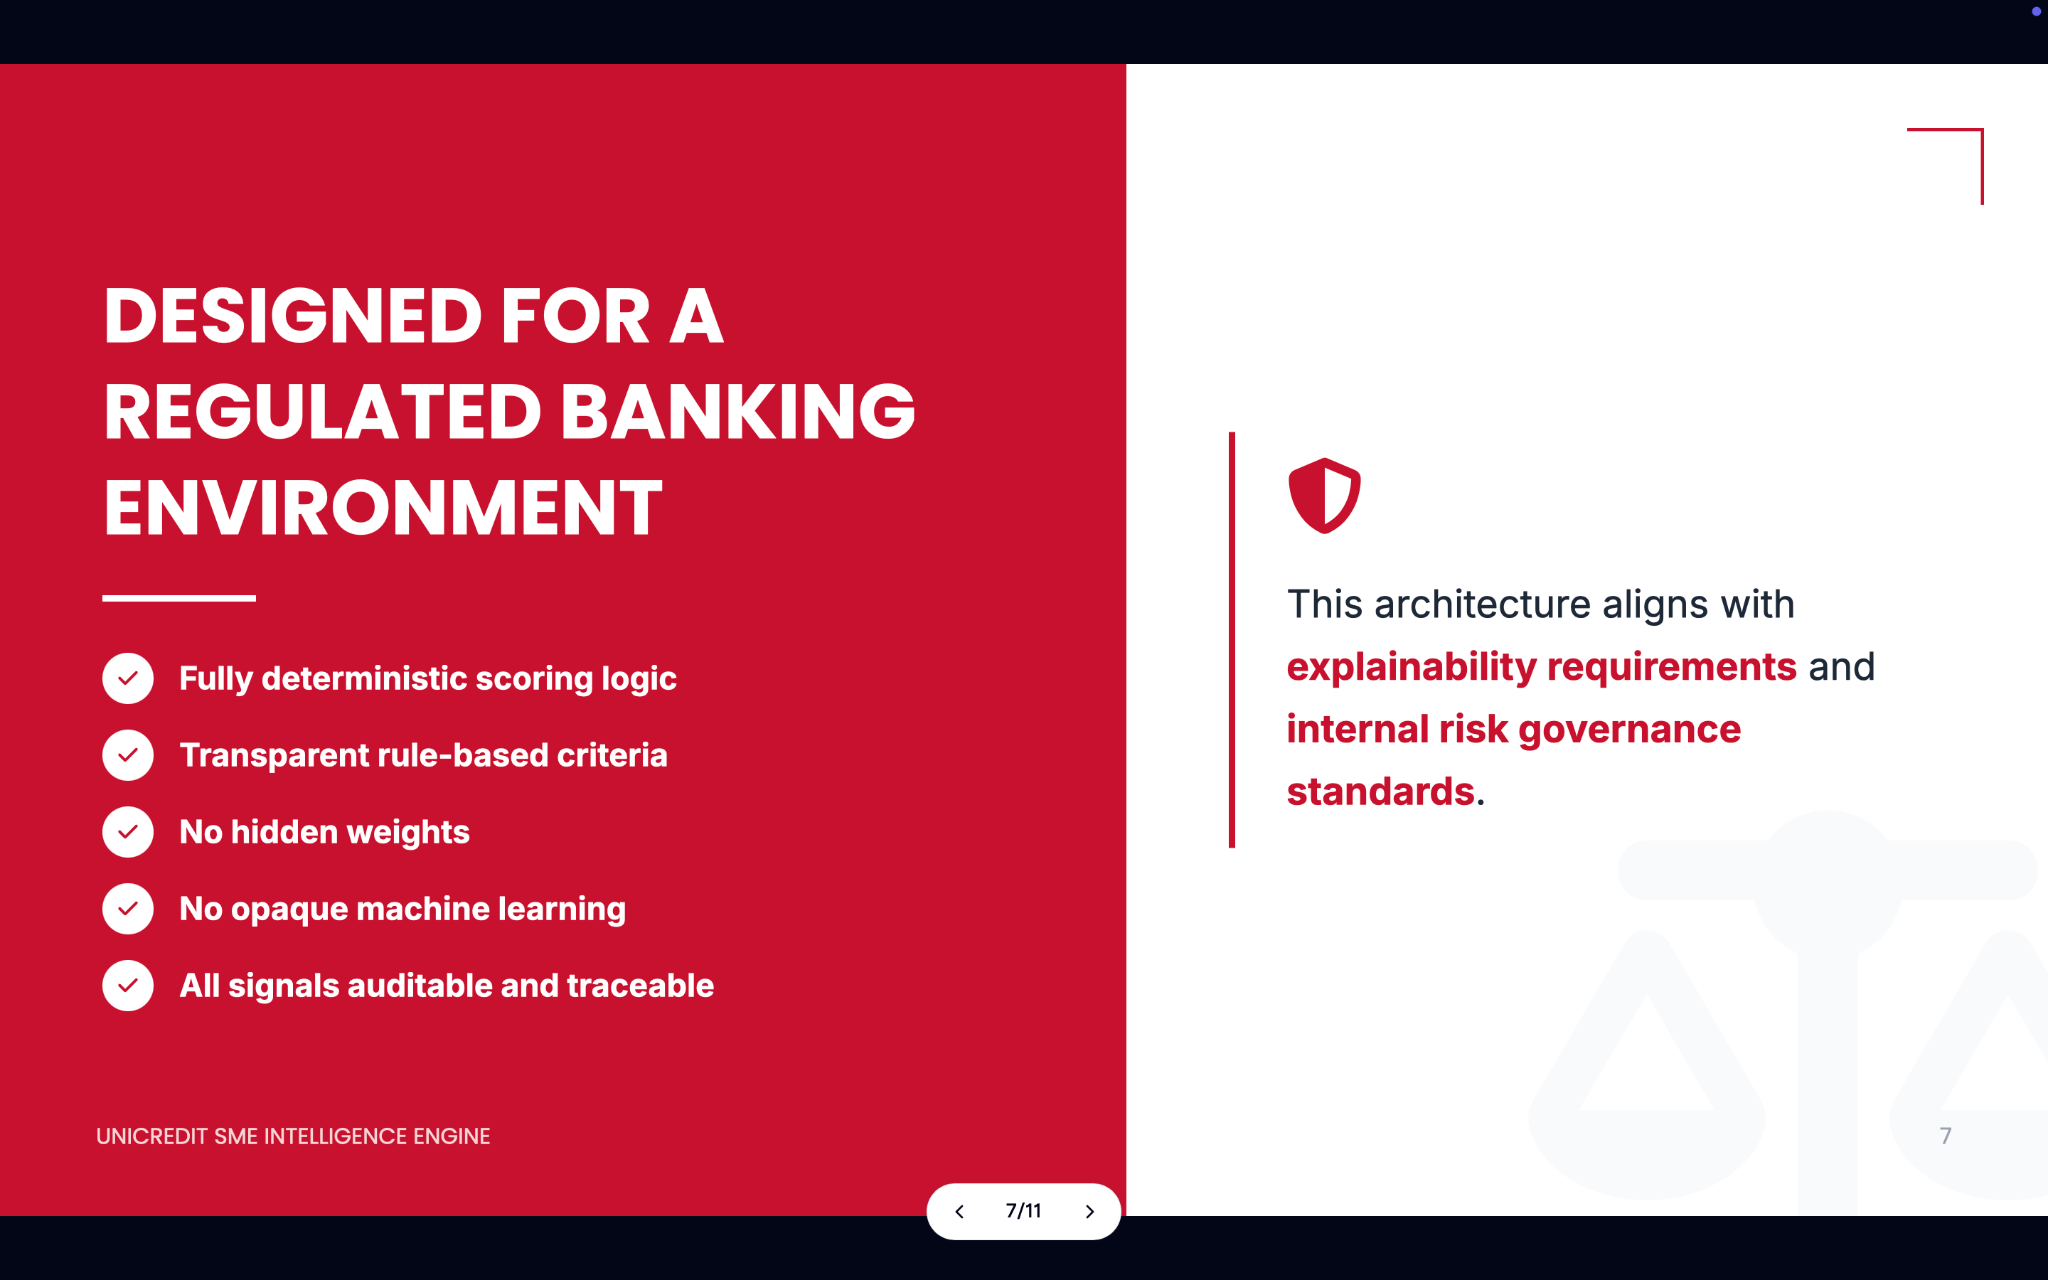 DESIGNED FOR A
REGULATED BANKING
ENVIRONMENT
Fully deterministic scoring logic
Transparent rule-based criteria
No hidden weights
No opaque machine learning
All signals auditable and traceable
UNICREDIT SME INTELLIGENCE ENGINE
This architecture aligns with
explainability requirements and
internal risk governance
standards.
7
7/11